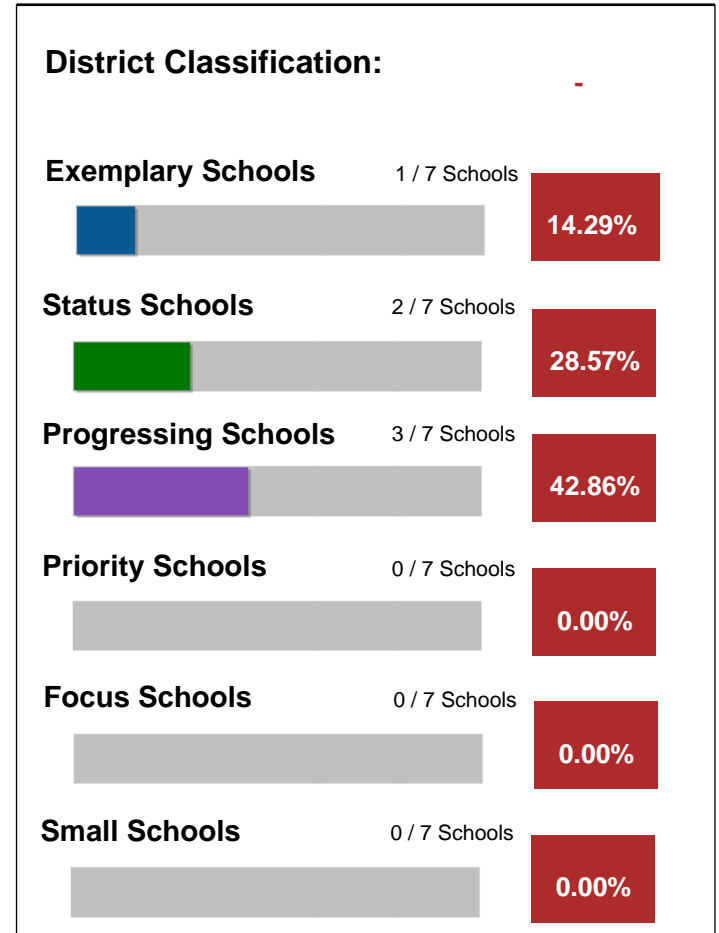 District Classification:
-
Exemplary Schools 1 / 7 Schools
14.29%
Status Schools 2 / 7 Schools
28.57%
Progressing Schools 3 / 7 Schools
42.86%
Priority Schools 0 / 7 Schools
0.00%
Focus Schools 0 / 7 Schools
0.00%
Small Schools 0 / 7 Schools
0.00%